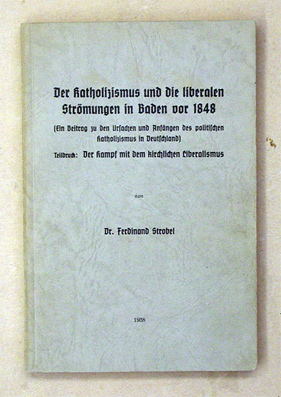 Der Katholizismus und die liberalen
Strömungen in Baden vor 1848
(Ein Beitrag zu den Ursachen und Anfängen des politischen
Katholizismus in Deutschland)
Teildruck: Der Kampf mit dem kirchlichen Liberalismus
von
Dr. Ferdinand Strobel
1938